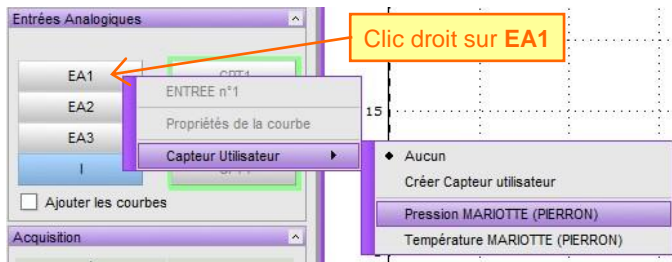 Entrées Analogiques
Clic droit sur EA1
EA1
ENTREE n°1
EA2
15
Propriétés de la courbe
EA3
Capteur Utilisateur
Aucun
I
Créer Capteur utilisateur
Ajouter les courbes
Pression MARIOTTE (PIERRON)
Acquisition
Température MARIOTTE (PIERRON)